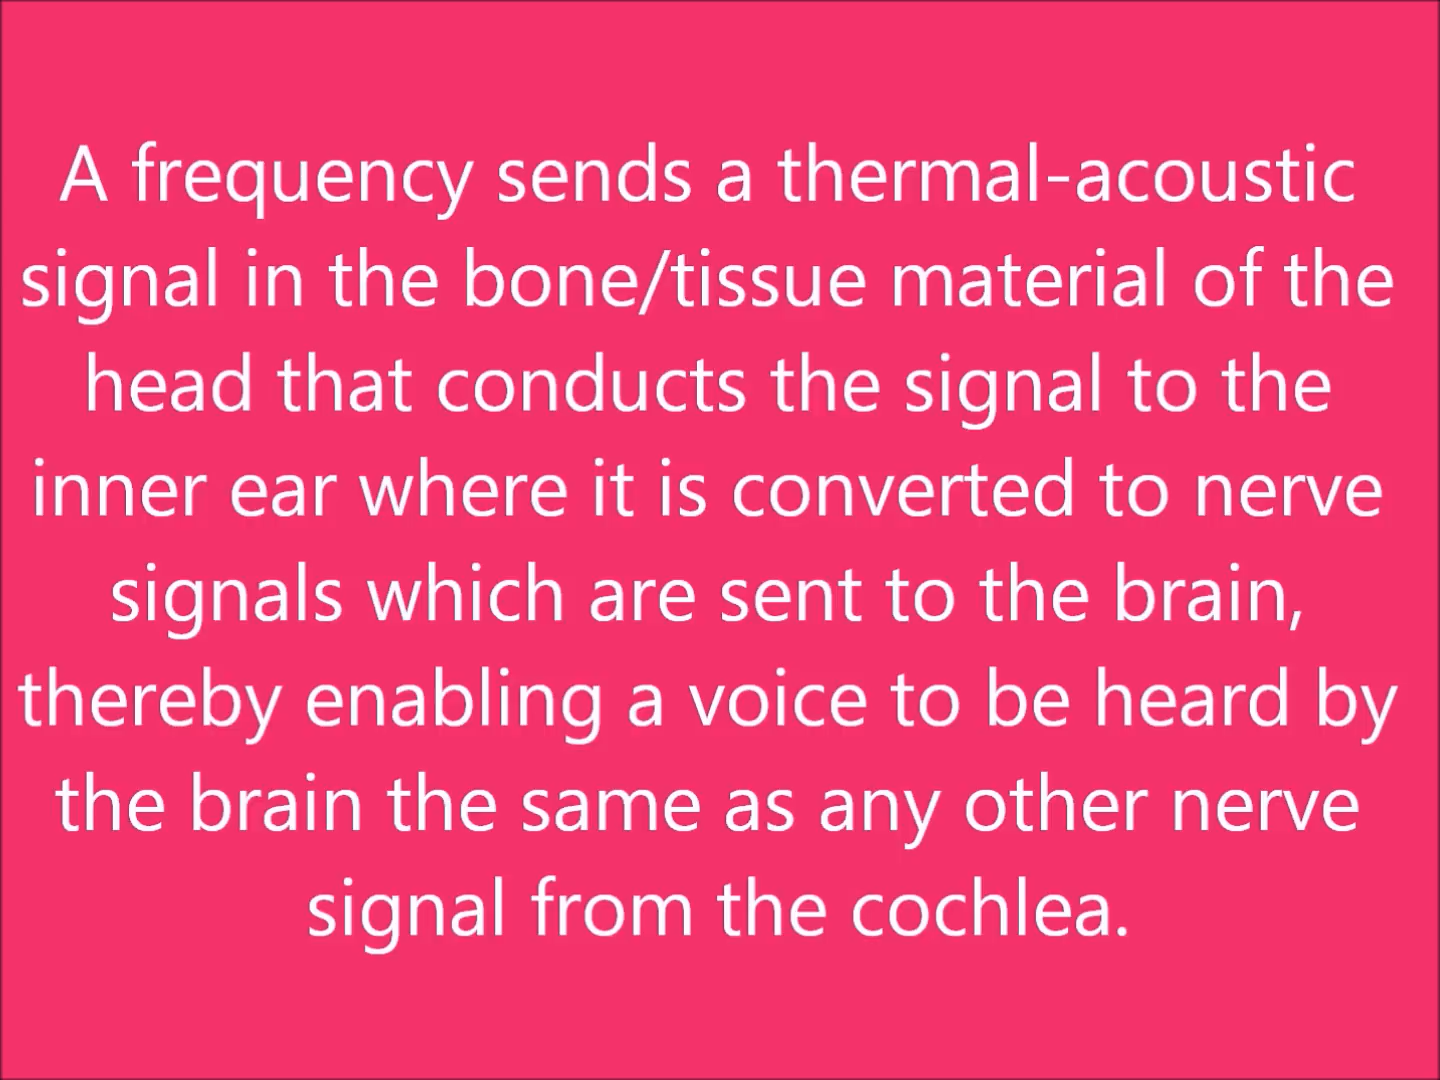 A frequency sends a thermal-acoustic
signal in the bone/tissue material of the
head that conducts the signal to the
inner ear where it is converted to nerve
signals which are sent to the brain,
thereby enabling a voice to be heard by
the brain the same as any other nerve
signal from the cochlea.